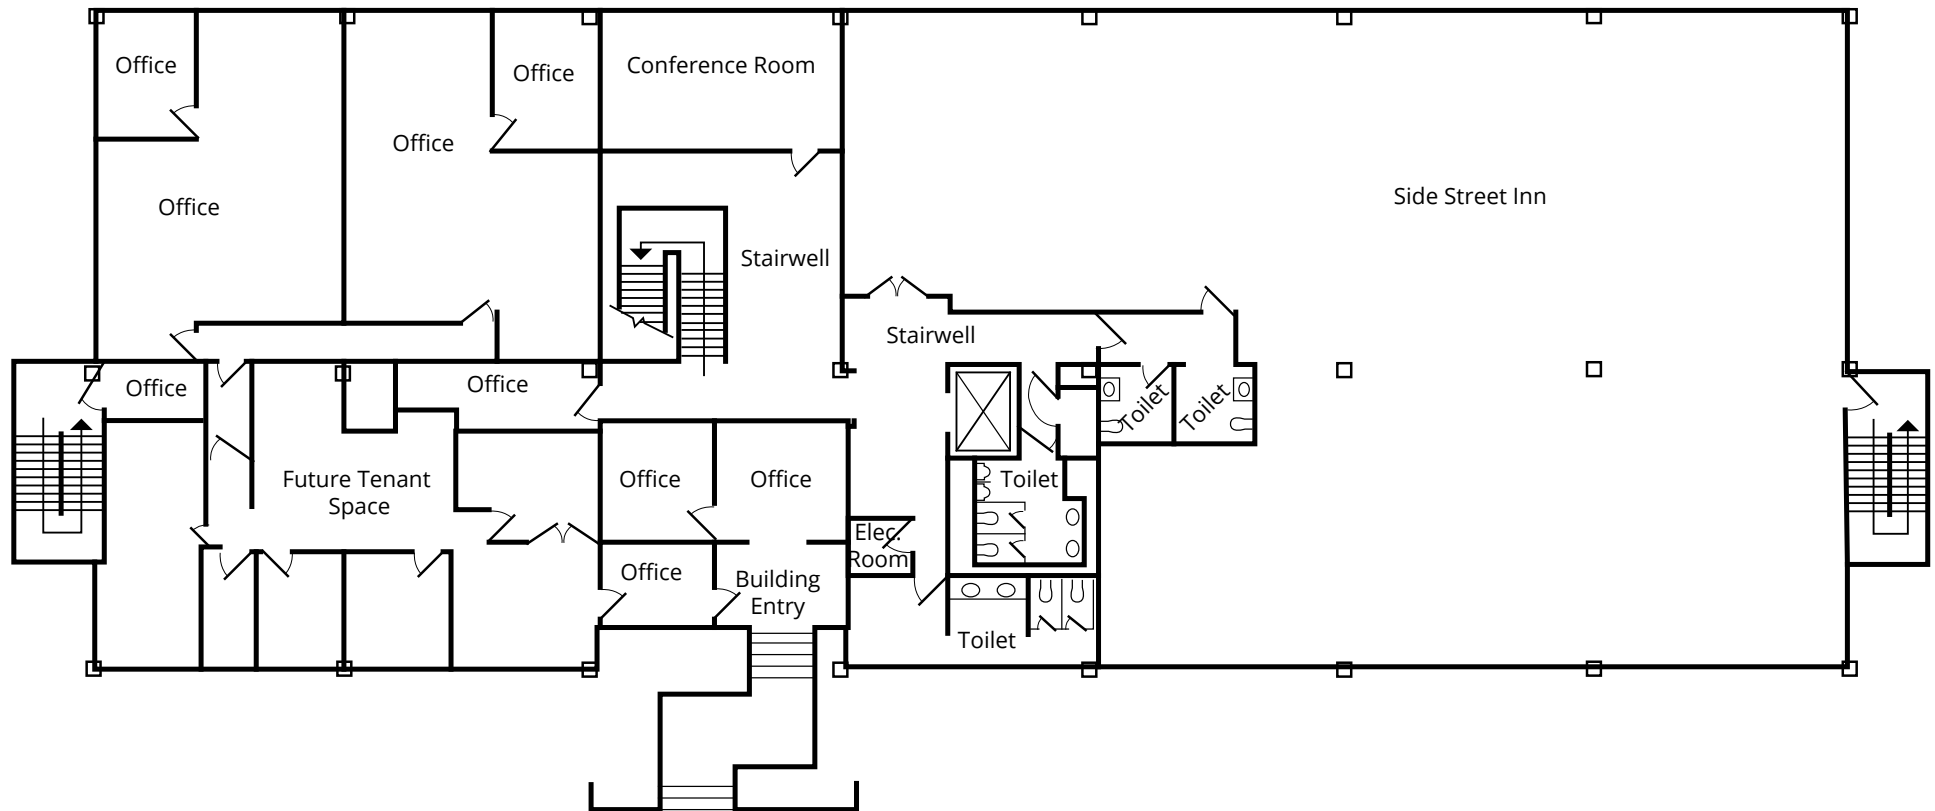 Office
Office
Conference Room
Office
Side Street Inn
Office
Stairwell
Stairwell
Office
Office
Toilet
Toilet
Future Tenant
Space
Office
Office
Toilet
Elec.
Room
Office
Building
Entry
Toilet